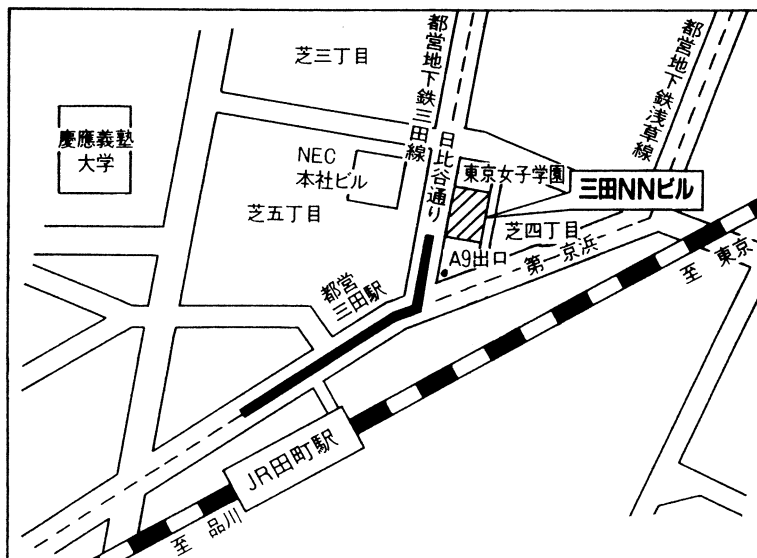 都営地下鉄三田線
都営地下鉄浅草線
芝三丁目
慶應義塾
大学
NEC
本社ビル
日比谷通り
東京女子学園
三田NNビル
芝五丁目
芝四丁目
A9出口
第一京浜
都営
三田駅
至 東京
JR田町駅
至 品川